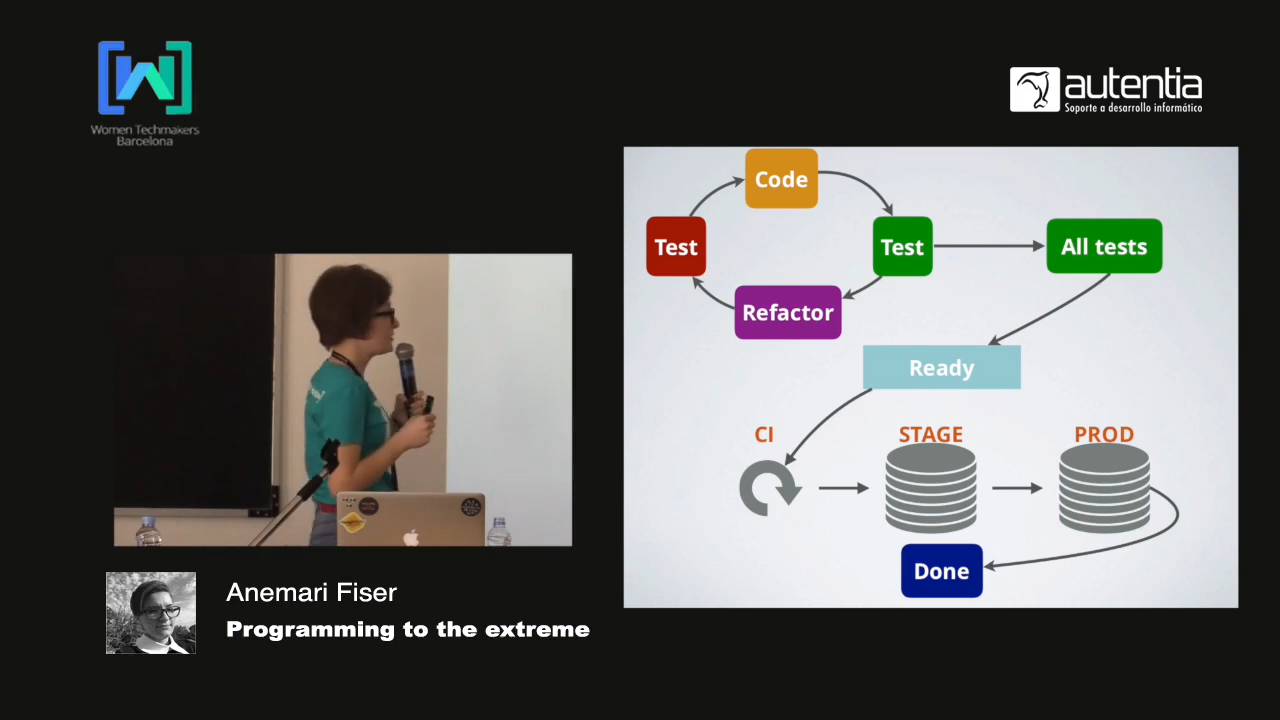 Women Techmakers
Barcelona
autentia
Soporte a desarrollo informático
Code
Test
Test
All tests
Refactor
Ready
CI
STAGE
PROD
Done
Anemari Fiser
Programming to the extreme